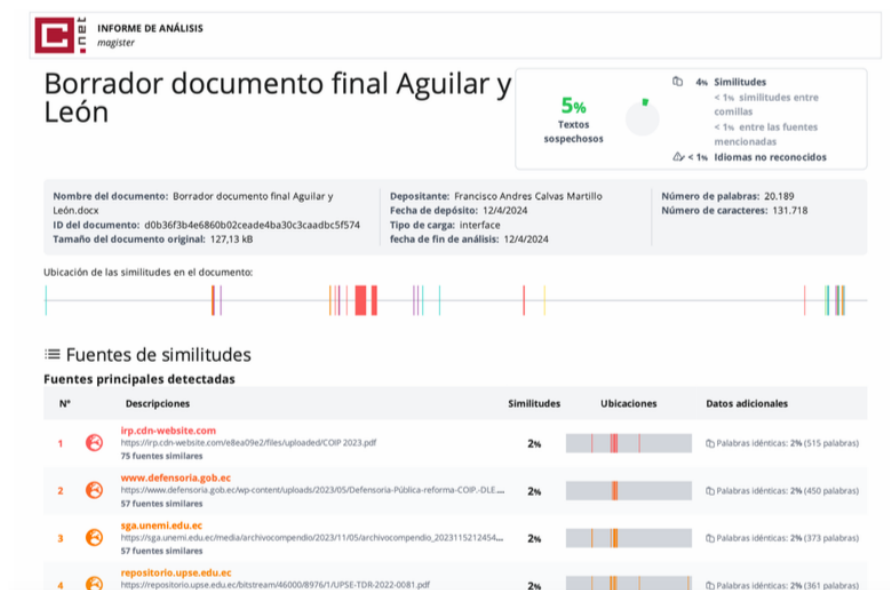 C
.net
INFORME DE ANÁLISIS
magister
Borrador documento final Aguilar y
León
5%
Textos
sospechosos
4% Similitudes
< 1% similitudes entre
comillas
< 1% entre las fuentes
mencionadas
< 1% Idiomas no reconocidos
Nombre del documento: Borrador documento final Aguilar y
León.docx
ID del documento: d0b36f3b4e6860b02ceade4ba30c3caadbc5f574
Tamaño del documento original: 127,13 kB
Depositante: Francisco Andres Calvas Martillo
Fecha de depósito: 12/4/2024
Tipo de carga: interface
fecha de fin de análisis: 12/4/2024
Número de palabras: 20.189
Número de caracteres: 131.718
Ubicación de las similitudes en el documento:
Fuentes de similitudes
Fuentes principales detectadas
N° Descripciones Similitudes Ubicaciones Datos adicionales
1 irp.cdn-website.com
https://irp.cdn-website.com/e8ea09e2/files/uploaded/COIP 2023.pdf
75 fuentes similares
2% Palabras idénticas: 2% (515 palabras)
2 www.defensoria.gob.ec
https://www.defensoria.gob.ec/wp-content/uploads/2023/05/Defensoria-Pública-reforma-COIP.-DLE....
57 fuentes similares
2% Palabras idénticas: 2% (450 palabras)
3 sga.unemi.edu.ec
https://sga.unemi.edu.ec/media/archivocompendio/2023/11/05/archivocompendio_2023115212454...
57 fuentes similares
2% Palabras idénticas: 2% (373 palabras)
4 repositorio.upse.edu.ec
https://repositorio.upse.edu.ec/bitstream/46000/8976/1/UPSE-TDR-2022-0081.pdf
2% Palabras idénticas: 2% (361 palabras)